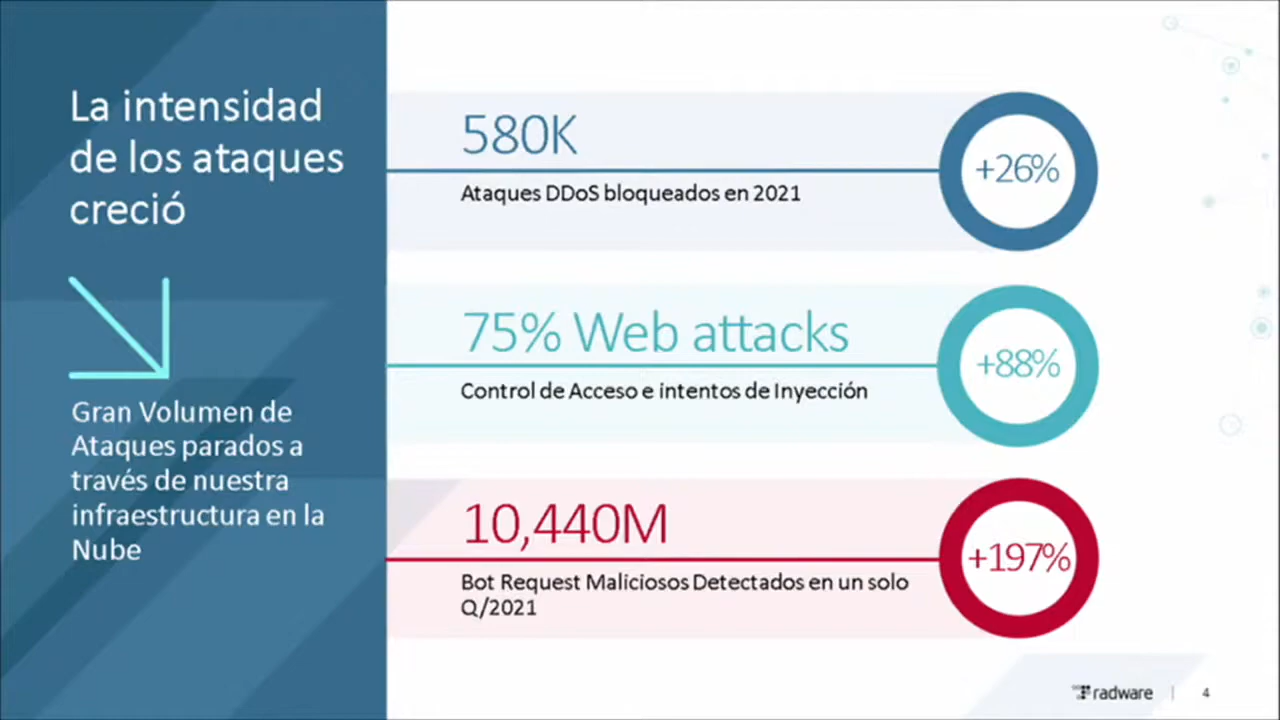 La intensidad
de los ataques
creció
Gran Volumen de
Ataques parados a
través de nuestra
infraestructura en la
Nube
580K
Ataques DDoS bloqueados en 2021
+26%
75% Web attacks
Control de Acceso e intentos de Inyección
+88%
10,440M
Bot Request Maliciosos Detectados en un solo
Q/2021
+197%
radware
4